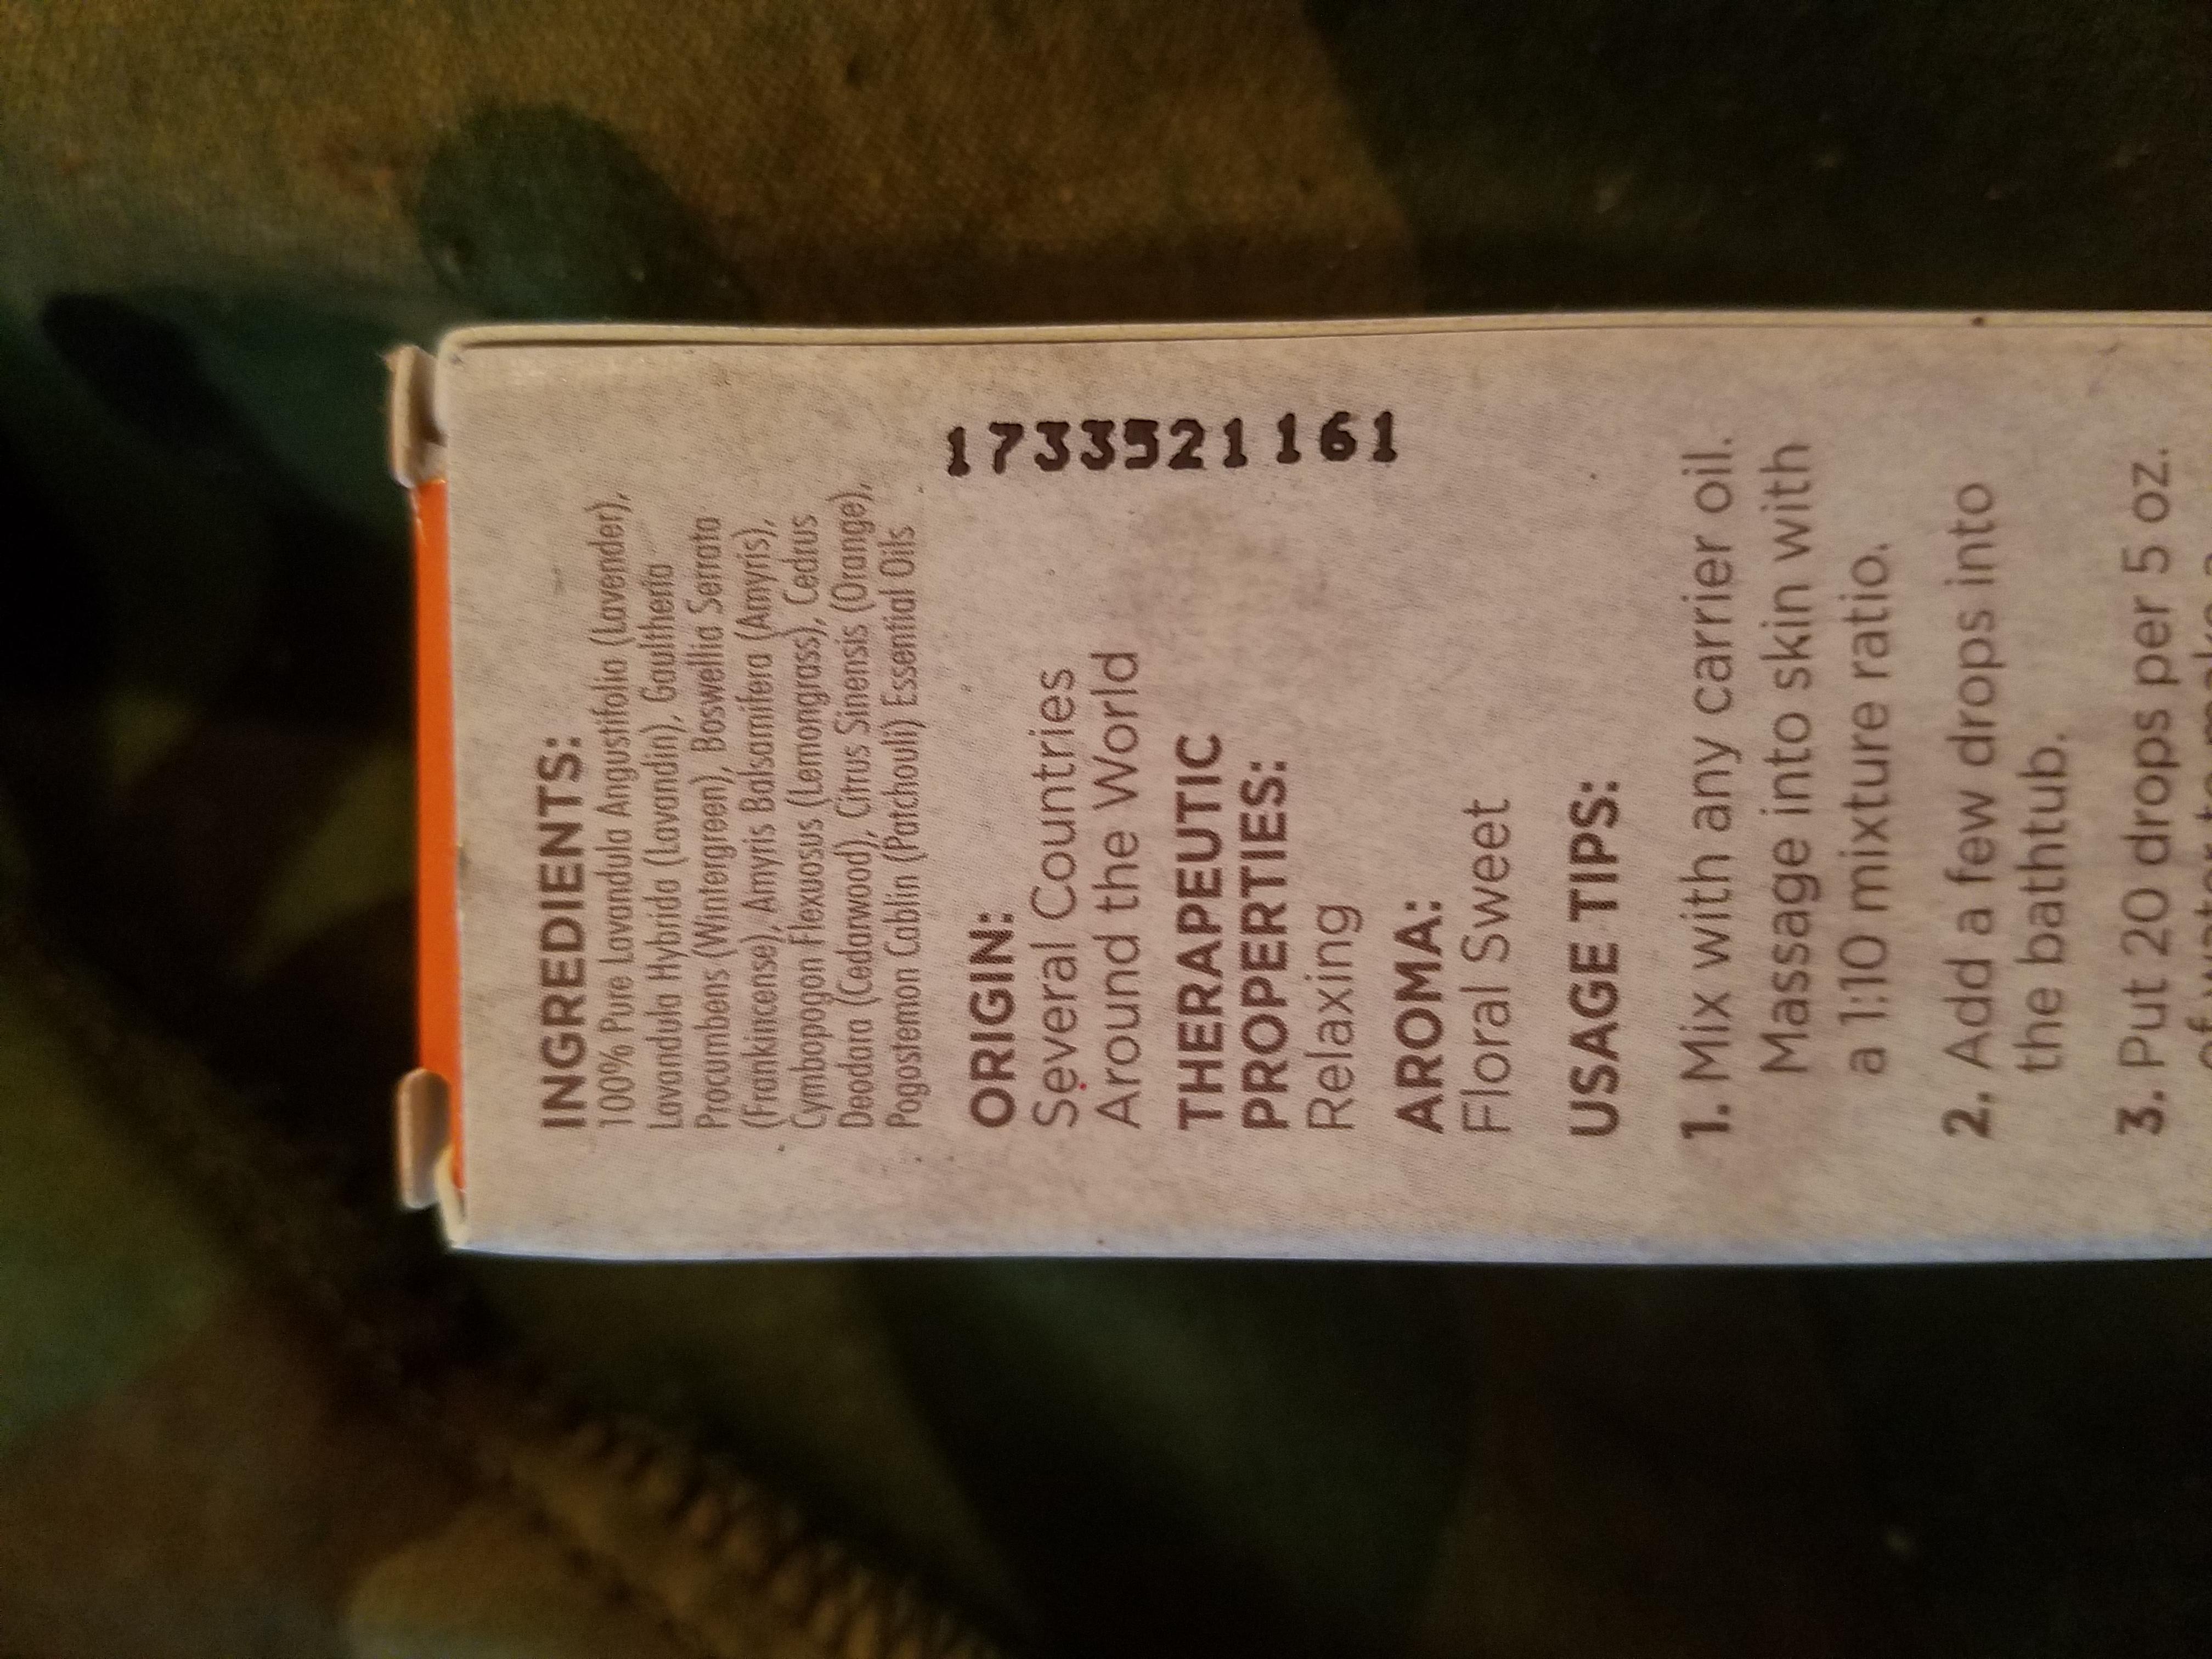 INGREDIENTS:
100% Pure Lavandula Angustifolia (Lavender),
Lavandula Hybrida (Lavandin), Gaultheria
Procumbens (Wintergreen), Boswellia Serrata
(Frankincense), Amyris Balsamifera (Amyris),
Cymbopogon Flexuosus (Lemongrass), Cedrus
Deodara (Cedarwood), Citrus Sinensis (Orange),
Pogostemon Cablin (Patchouli) Essential Oils
1733521161
ORIGIN:
Several Countries
Around the World
THERAPEUTIC
PROPERTIES:
Relaxing
AROMA:
Floral Sweet
USAGE TIPS:
1. Mix with any carrier oil.
Massage into skin with
a 1:10 mixture ratio.
2. Add a few drops into
the bathtub.
3. Put 20 drops per 5 oz.